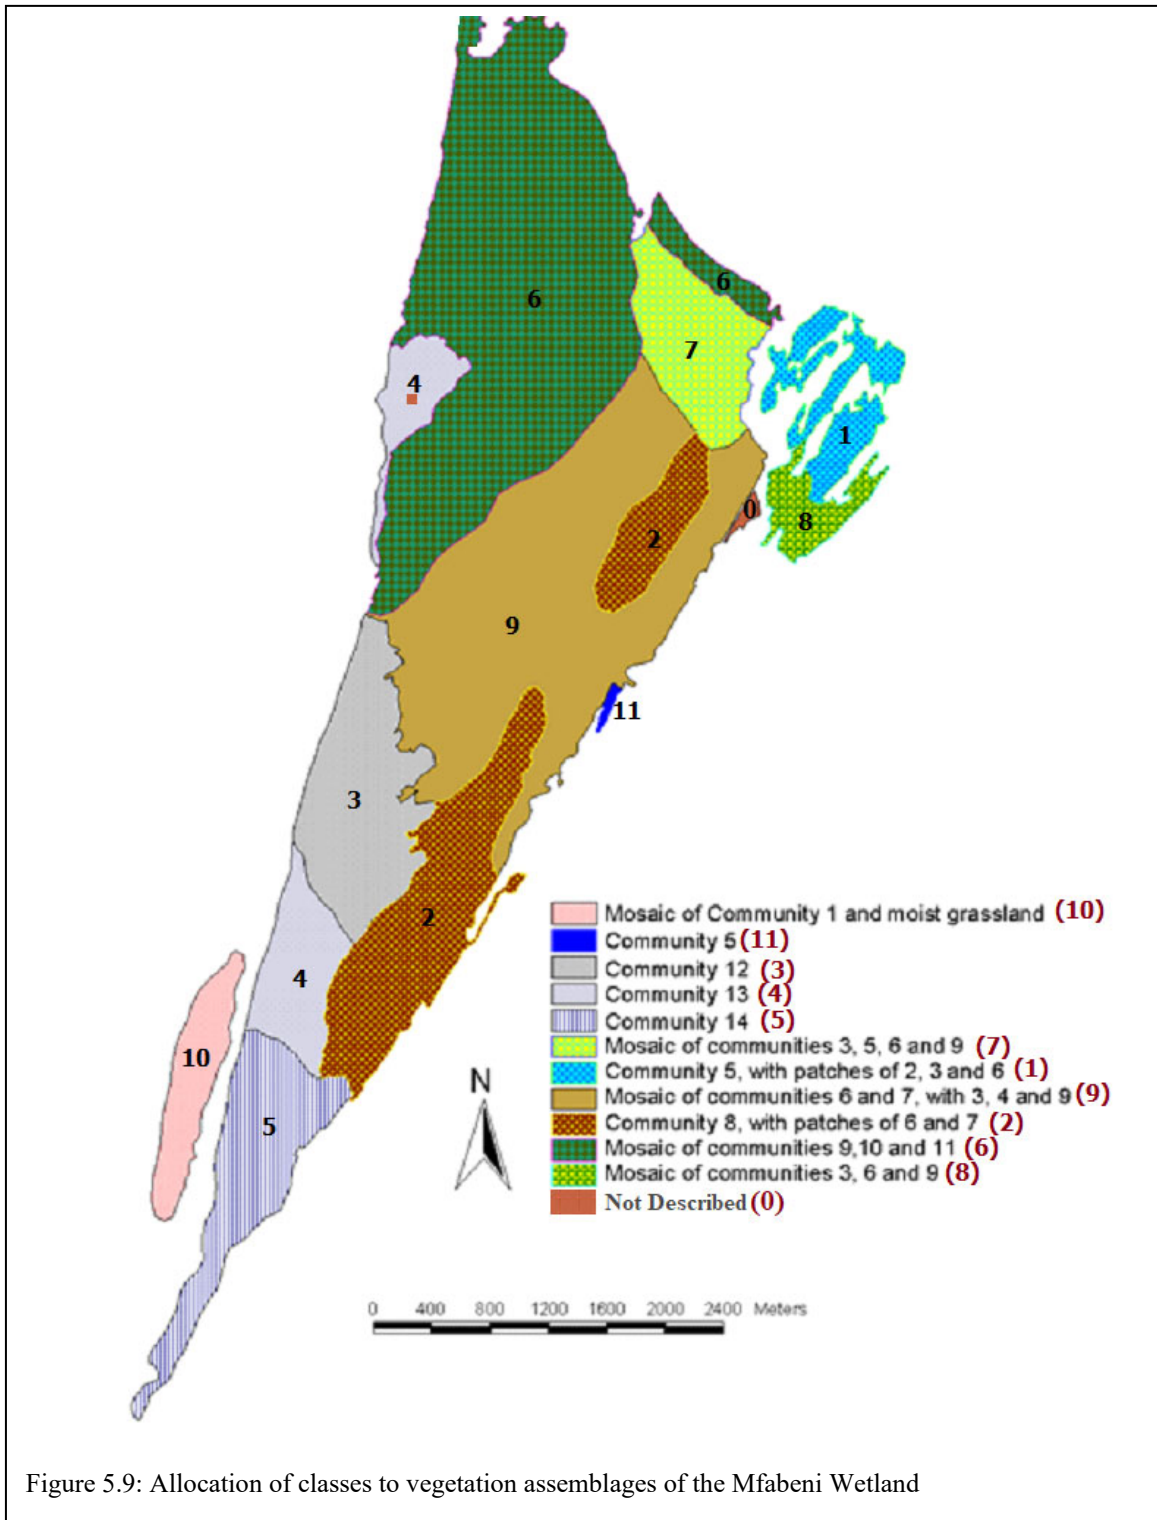 6
6
7
4
1
0
8
2
9
11
3
2
4
10
5
Mosaic of Community 1 and moist grassland (10)
Community 5 (11)
Community 12 (3)
Community 13 (4)
Community 14 (5)
Mosaic of communities 3, 5, 6 and 9 (7)
Community 5, with patches of 2, 3 and 6 (1)
Mosaic of communities 6 and 7, with 3, 4 and 9 (9)
Community 8, with patches of 6 and 7 (2)
Mosaic of communities 9,10 and 11 (6)
Mosaic of communities 3, 6 and 9 (8)
Not Described (0)
N
0 400 800 1200 1600 2000 2400 Meters
Figure 5.9: Allocation of classes to vegetation assemblages of the Mfabeni Wetland